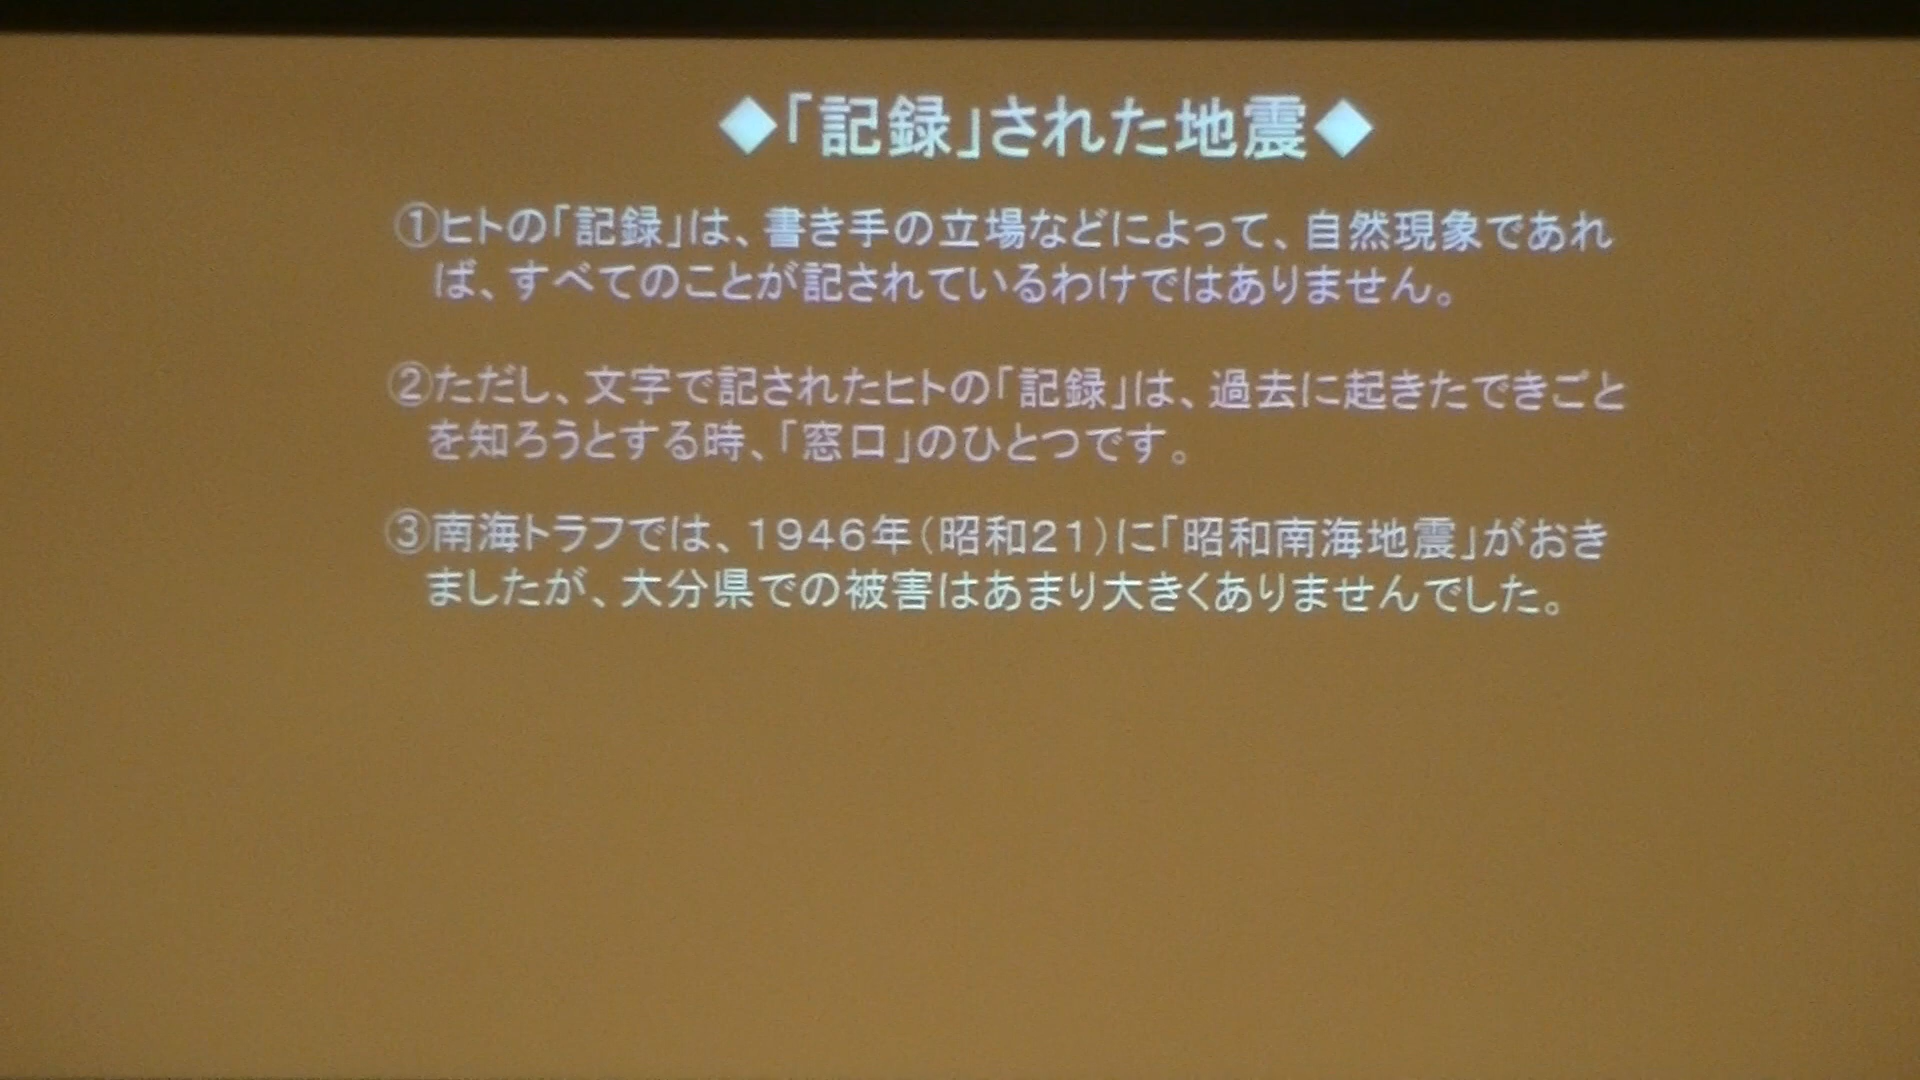 ◆「記録」された地震◆
①ヒトの「記録」は、書き手の立場などによって、自然現象であれ
ば、すべてのことが記されているわけではありません。
②ただし、文字で記されたヒトの「記録」は、過去に起きたできごと
を知ろうとする時、「窓口」のひとつです。
③南海トラフでは、1946年(昭和21)に「昭和南海地震」がおき
ましたが、大分県での被害はあまり大きくありませんでした。